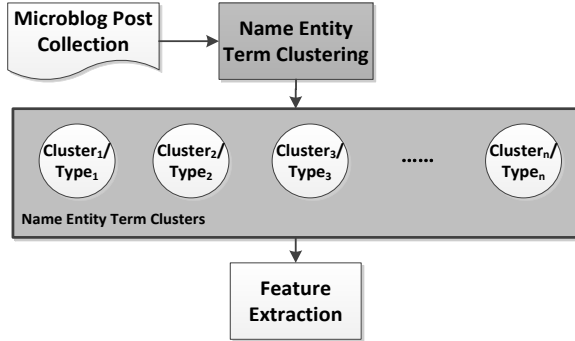 Microblog Post
Collection
Name Entity
Term Clustering
Cluster₁/
Type₁
Cluster₂/
Type₂
Cluster₃/
Type₃
......
Clusterₙ/
Typeₙ
Name Entity Term Clusters
Feature
Extraction